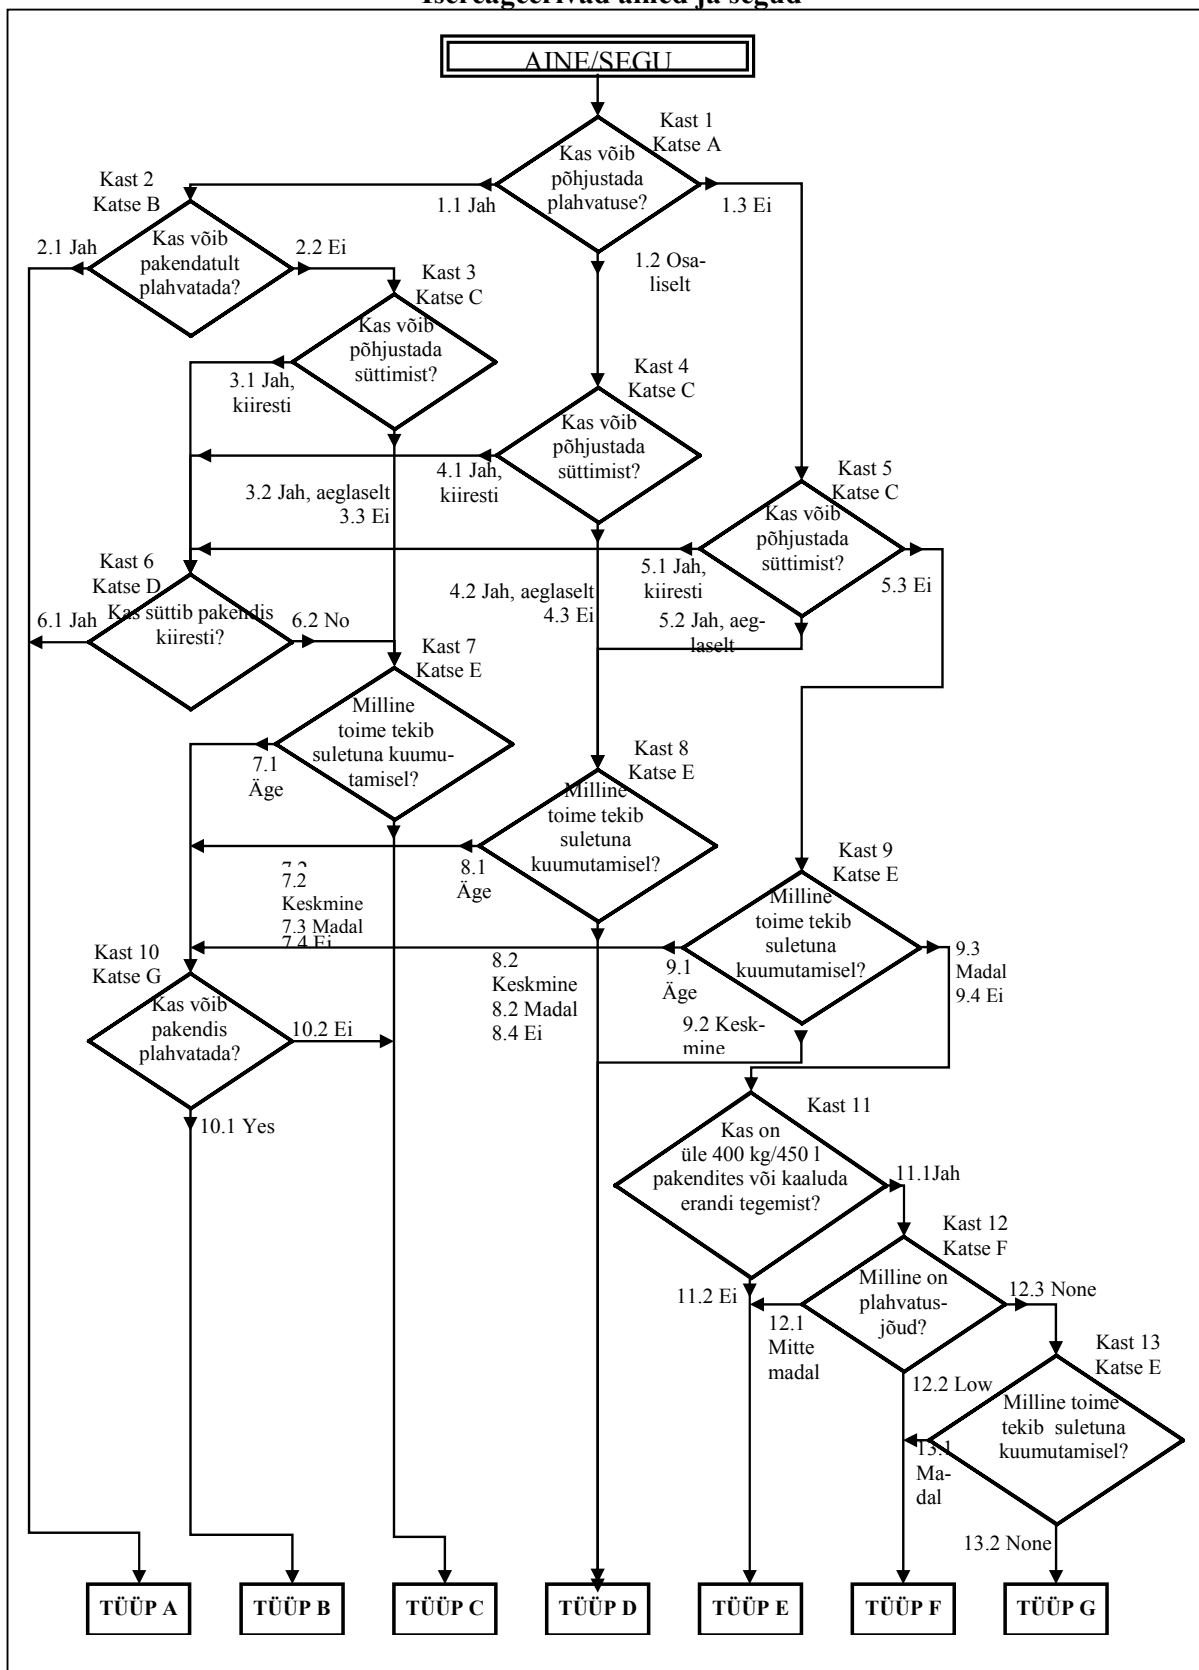 Isereageerivad ained ja segud
AINE/SEGU
Kast 1
Katse A
Kas võib
põhjustada
plahvatuse?
1.1 Jah
1.3 Ei
1.2 Osa-
liselt
Kast 2
Katse B
2.1 Jah
Kas võib
pakendatult
plahvatada?
2.2 Ei
Kast 3
Katse C
Kas võib
põhjustada
süttimist?
3.1 Jah,
kiiresti
3.2 Jah, aeglaselt
3.3 Ei
Kast 4
Katse C
Kas võib
põhjustada
süttimist?
4.1 Jah,
kiiresti
4.2 Jah, aeglaselt
4.3 Ei
Kast 5
Katse C
Kas võib
põhjustada
süttimist?
5.1 Jah,
kiiresti
5.3 Ei
5.2 Jah, aeg-
laselt
Kast 6
Katse D
6.1 Jah
Kas süttib pakendis
kiiresti?
6.2 No
Kast 7
Katse E
Milline
toime tekib
suletuna kuumu-
tamisel?
7.1
Äge
7.2
7.2
Keskmine
7.3 Madal
7.4 Ei
Kast 8
Katse E
Milline
toime tekib
suletuna
kuumutamisel?
8.1
Äge
8.2
Keskmine
8.2 Madal
8.4 Ei
Kast 9
Katse E
Milline
toime tekib
suletuna
kuumutamisel?
9.1
Äge
9.2 Kesk-
mine
9.3
Madal
9.4 Ei
Kast 10
Katse G
Kas võib
pakendis
plahvatada?
10.2 Ei
10.1 Yes
Kast 11
Kas on
üle 400 kg/450 l
pakendites või kaaluda
erandi tegemist?
11.1Jah
11.2 Ei
Kast 12
Katse F
Milline on
plahvatus-
jõud?
12.1
Mitte
madal
12.3 None
12.2 Low
Kast 13
Katse E
Milline toime
tekib suletuna
kuumutamisel?
13.1
Ma-
dal
13.2 None
TÜÜP A
TÜÜP B
TÜÜP C
TÜÜP D
TÜÜP E
TÜÜP F
TÜÜP G